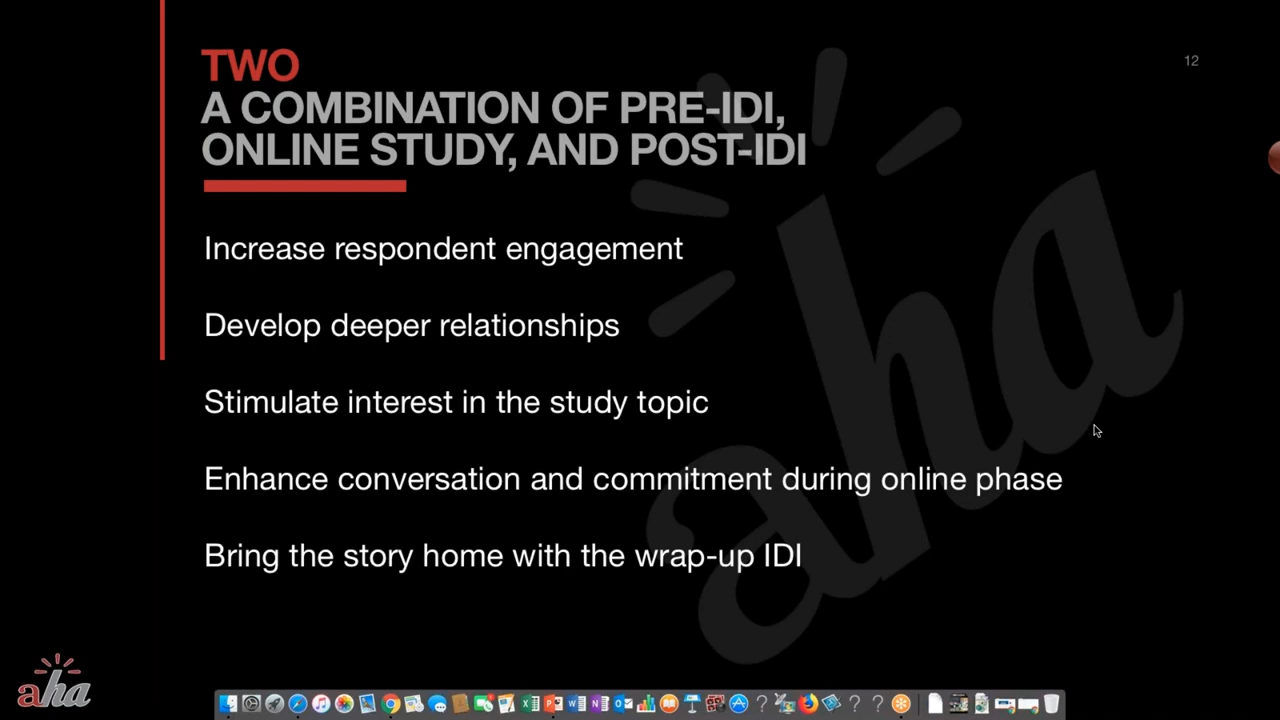 12
TWO
A COMBINATION OF PRE-IDI,
ONLINE STUDY, AND POST-IDI
Increase respondent engagement
Develop deeper relationships
Stimulate interest in the study topic
Enhance conversation and commitment during online phase
Bring the story home with the wrap-up IDI
aha
aha